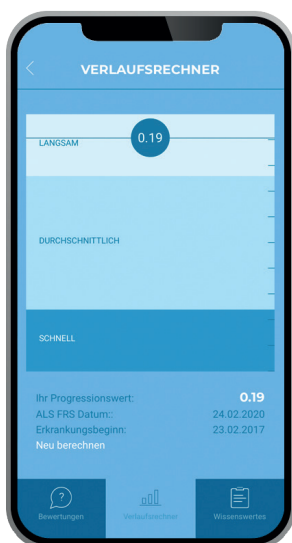 VERLAUFSRECHNER
0.19
LANGSAM
DURCHSCHNITTLICH
SCHNELL
Ihr Progressionswert: 0.19
ALS FRS Datum:: 24.02.2020
Erkrankungsbeginn: 23.02.2017
Neu berechnen
Bewertungen Verlaufsrechner Wissenswertes